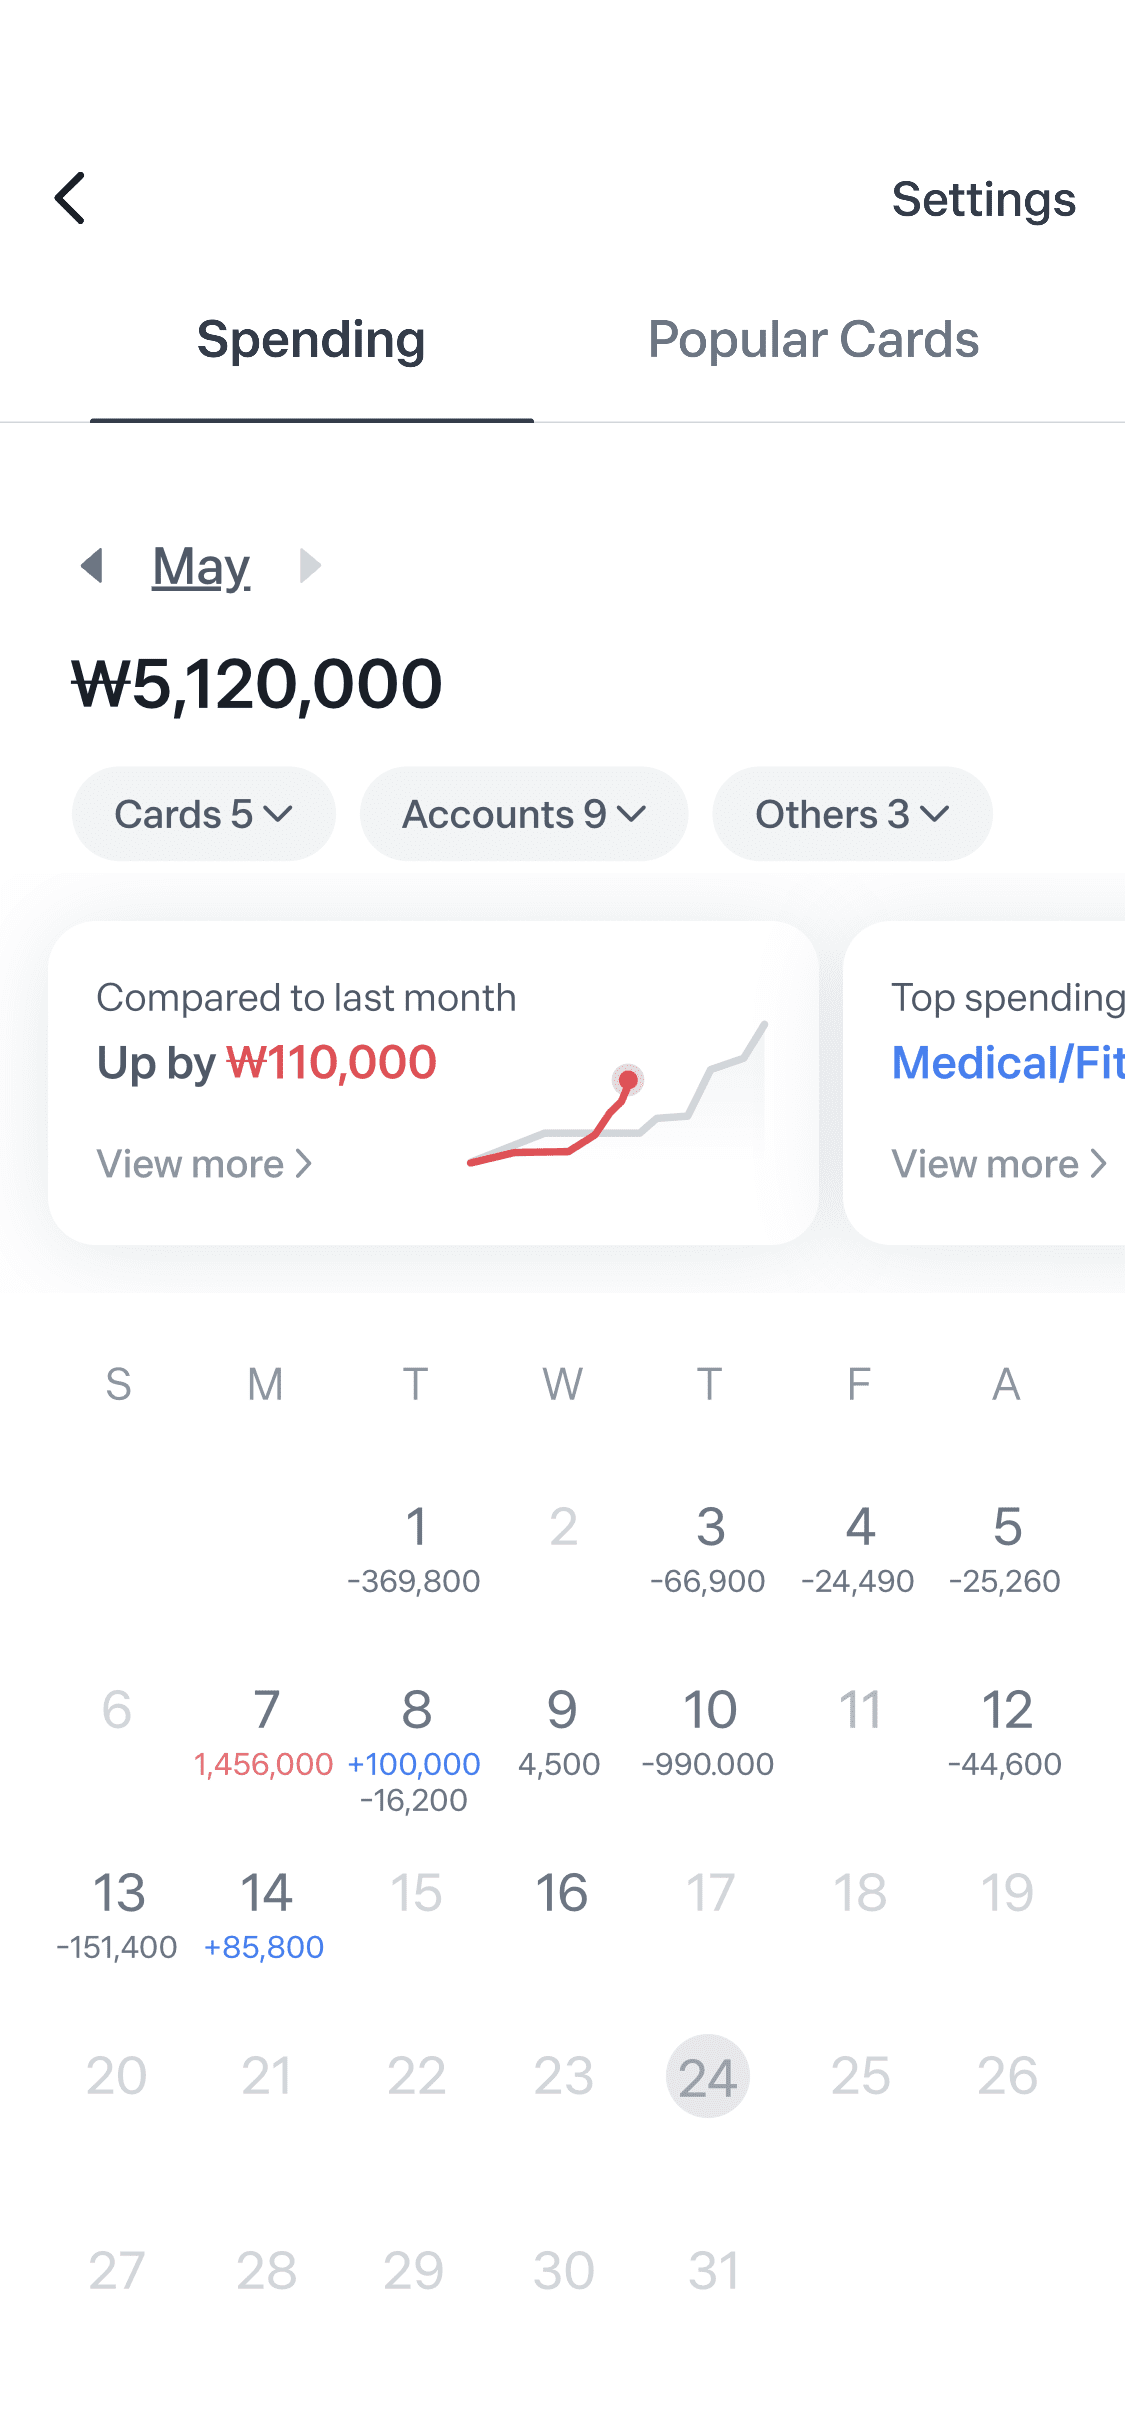 Settings
Spending Popular Cards
May
₩5,120,000
Cards 5 Accounts 9 Others 3
Compared to last month
Up by ₩110,000
View more
Top spending
Medical/Fit
View more
S M T W T F A
1 2 3 4 5
-369,800 -66,900 -24,490 -25,260
6 7 8 9 10 11 12
1,456,000 +100,000 4,500 -990.000 -44,600
-16,200
13 14 15 16 17 18 19
-151,400 +85,800
20 21 22 23 24 25 26
27 28 29 30 31